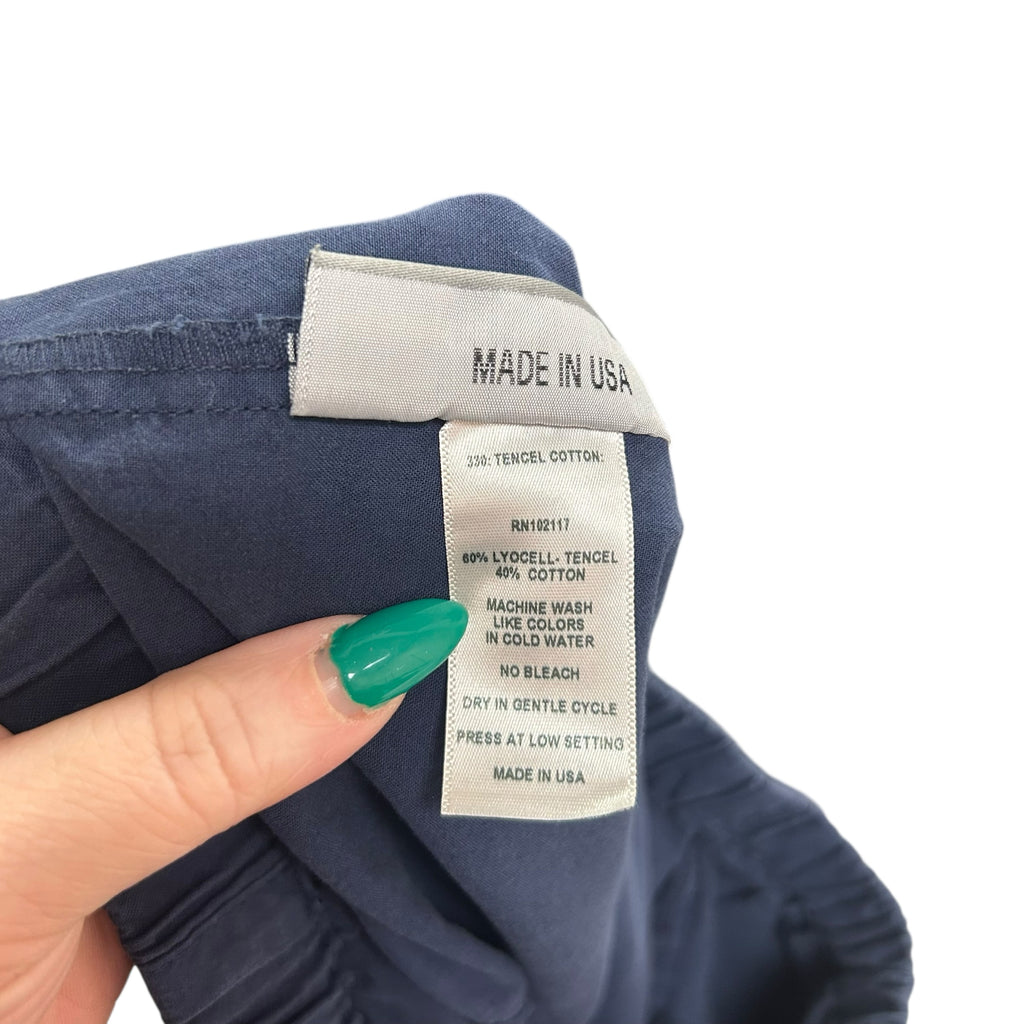 MADE IN USA
330: TENCEL COTTON:
RN102117
60% LYOCELL- TENCEL
40% COTTON
MACHINE WASH
LIKE COLORS
IN COLD WATER
NO BLEACH
DRY IN GENTLE CYCLE
PRESS AT LOW SETTING
MADE IN USA